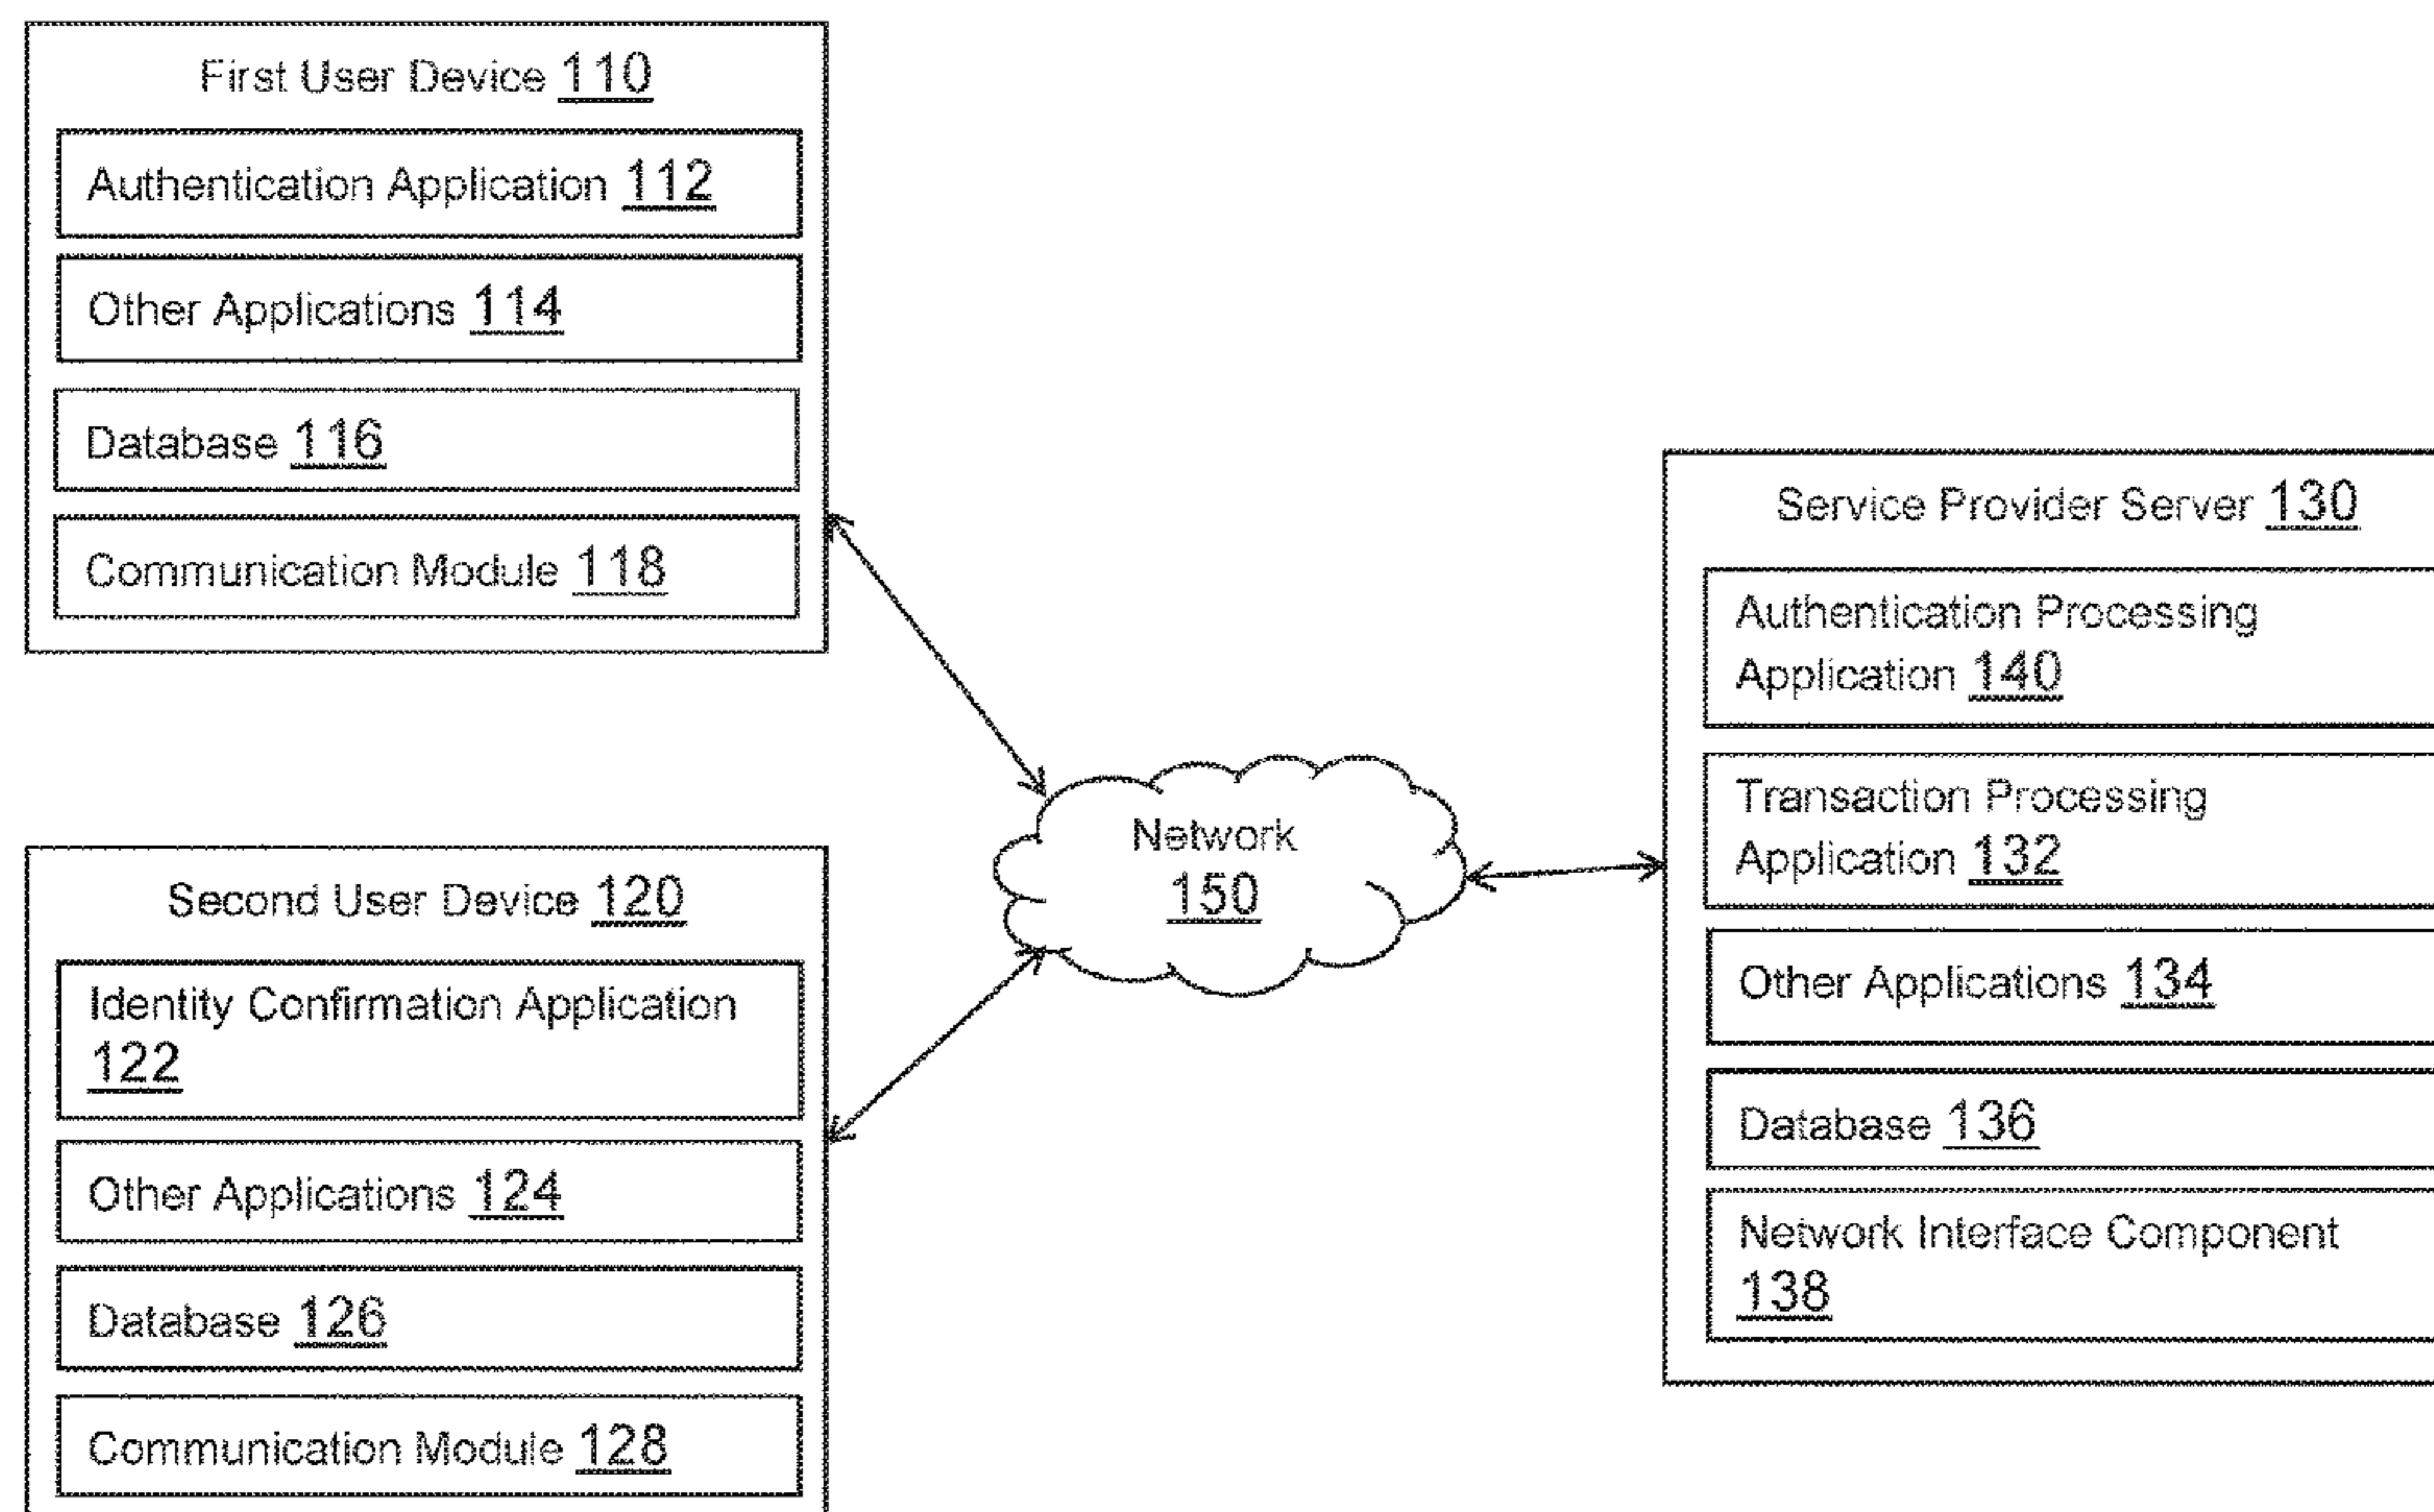 First User Device 110
Authentication Application 112
Other Applications 114
Database 116
Communication Module 118
Second User Device 120
Identity Confirmation Application
122
Other Applications 124
Database 126
Communication Module 128
Network
150
Service Provider Server 130
Authentication Processing
Application 140
Transaction Processing
Application 132
Other Applications 134
Database 136
Network Interface Component
138